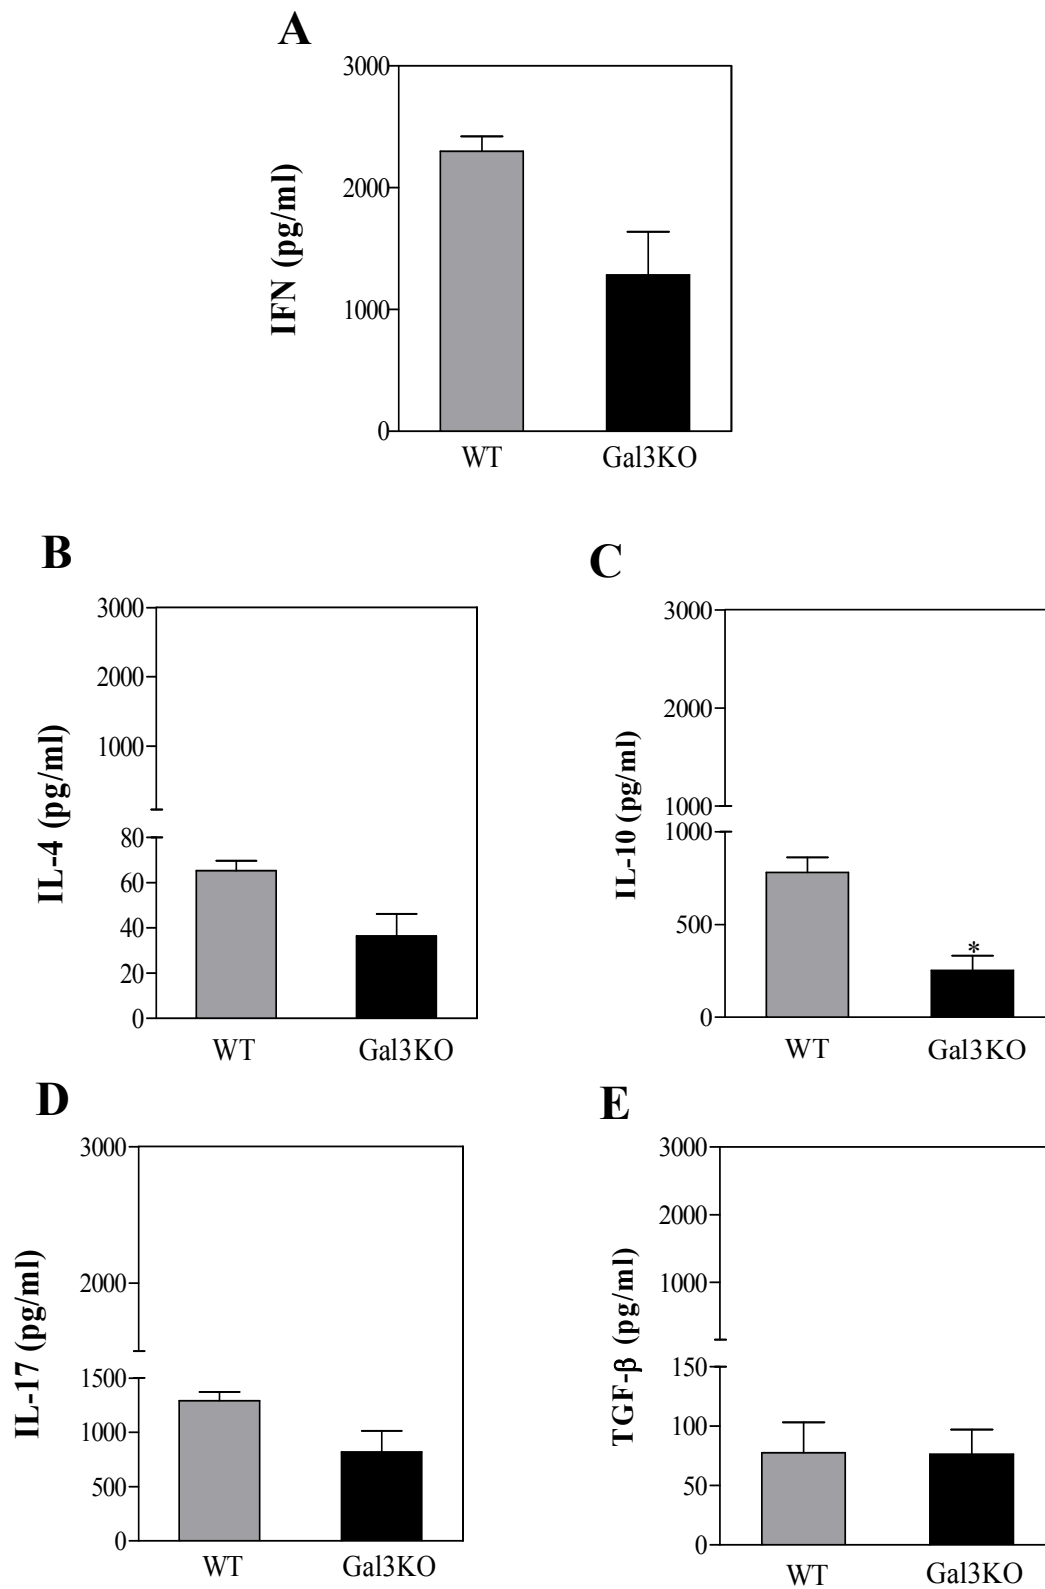 A
IFN (pg/ml)
3000
2000
1000
0
WT Gal3KO
B
IL-4 (pg/ml)
3000
2000
1000
80
60
40
20
0
WT Gal3KO
C
IL-10 (pg/ml)
3000
2000
1000
1000
500
0
*
WT Gal3KO
D
IL-17 (pg/ml)
3000
2000
1500
1000
500
0
WT Gal3KO
E
TGF-β (pg/ml)
3000
2000
1000
150
100
50
0
WT Gal3KO